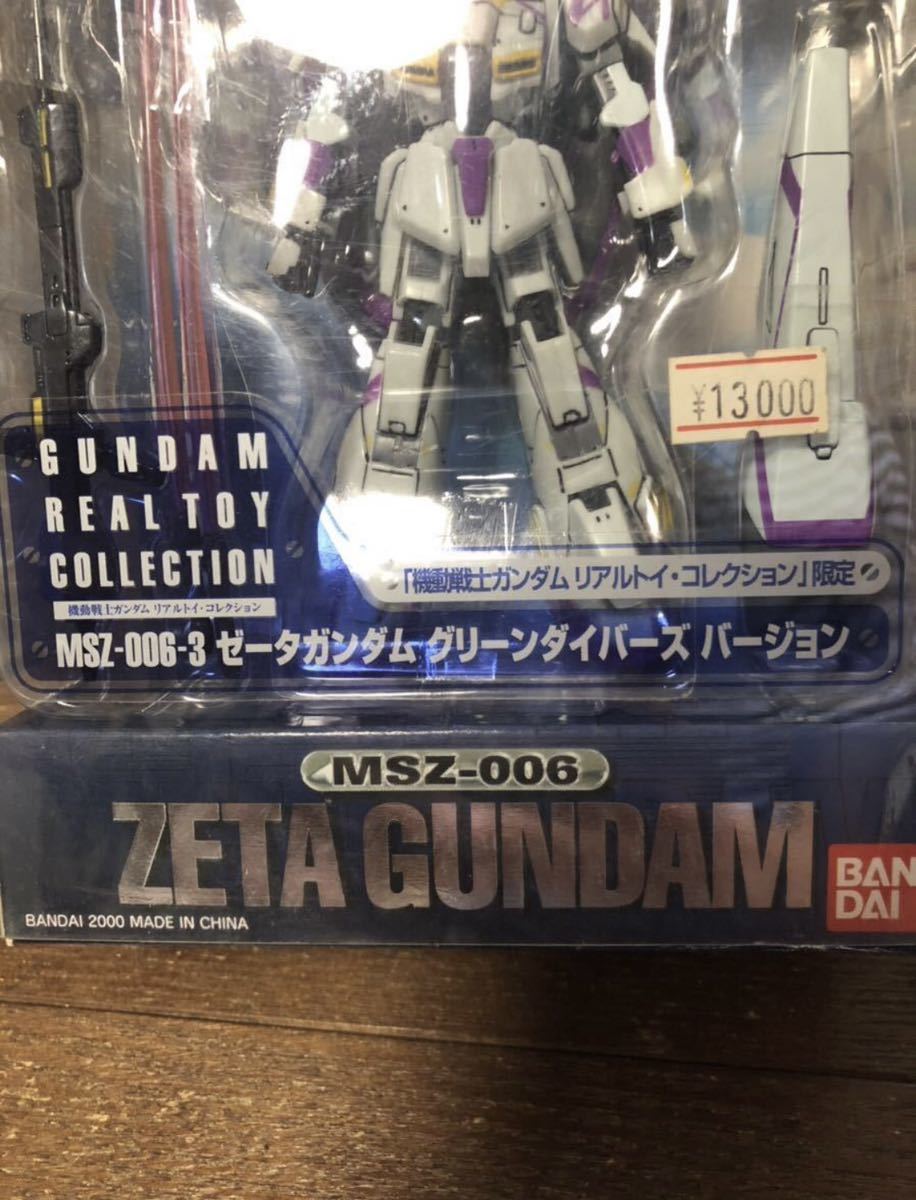 ¥13000
GUNDAM
REAL TOY
COLLECTION
機動戦士ガンダム リアルトイ・コレクション
「機動戦士ガンダム リアルトイ・コレクション」限定
MSZ-006-3 ゼータガンダム グリーンダイバーズ バージョン
MSZ-006
ZETA GUNDAM
BANDAI 2000 MADE IN CHINA
BAN
DAI